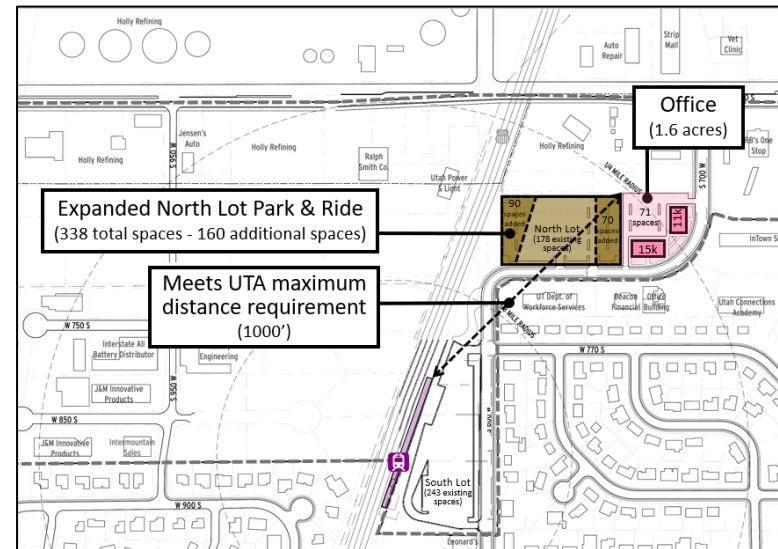 Holly Refining
Holly Refining
Auto
Repair
Strip
Mall
Vet
Clinic
Office
(1.6 acres)
S 950 W
Jensen's
Auto
Holly Refining
Holly Refining
Ralph
Smith Co.
Utah Power
& Light
Holly Refining
1/4 MILE RADIUS
S 700 W
RB's One
Stop
Expanded North Lot Park & Ride
(338 total spaces - 160 additional spaces)
90
spaces
added
North Lot
(178 existing
spaces)
70
spaces
added
71
spaces
11k
15k
InTown S
Meets UTA maximum
distance requirement
(1000')
UT Dept. of
Workforce Services
Beacon
Financial
Office
Building
Utah Connections
Academy
MILE RADIUS
W 750 S
Interstate All
Battery Distributor
Engineering
W 770 S
S 950 W
J&M Innovative
Products
W 850 S
J&M Innovative
Products
Intermountain
Sales
South Lot
(243 existing
spaces)
W 900 S
Leonard's